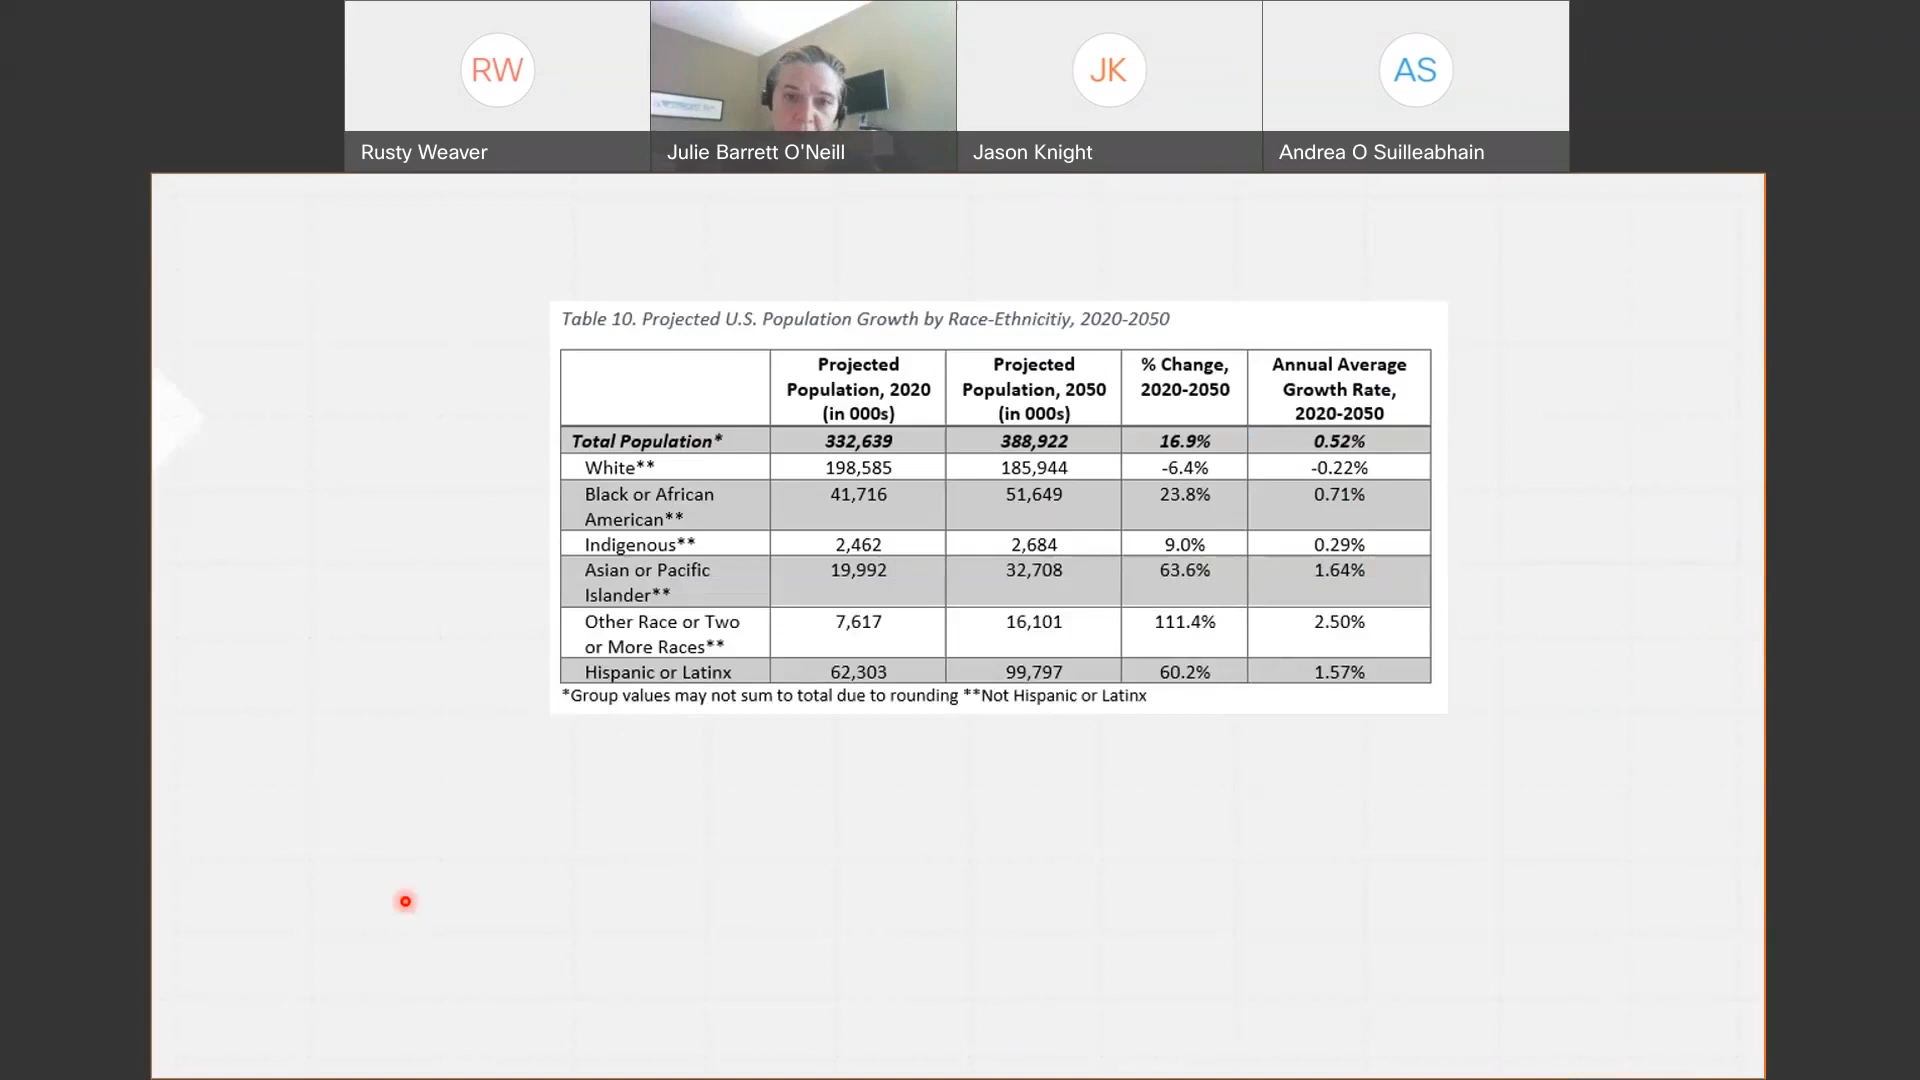 RW
JK
AS
Rusty Weaver
Julie Barrett O'Neill
Jason Knight
Andrea O Suilleabhain
Table 10. Projected U.S. Population Growth by Race-Ethnicitiy, 2020-2050
Projected Population, 2020 (in 000s) Projected Population, 2050 (in 000s) % Change, 2020-2050 Annual Average Growth Rate, 2020-2050
Total Population* 332,639 388,922 16.9% 0.52%
White** 198,585 185,944 -6.4% -0.22%
Black or African American** 41,716 51,649 23.8% 0.71%
Indigenous** 2,462 2,684 9.0% 0.29%
Asian or Pacific Islander** 19,992 32,708 63.6% 1.64%
Other Race or Two or More Races** 7,617 16,101 111.4% 2.50%
Hispanic or Latinx 62,303 99,797 60.2% 1.57%
*Group values may not sum to total due to rounding **Not Hispanic or Latinx